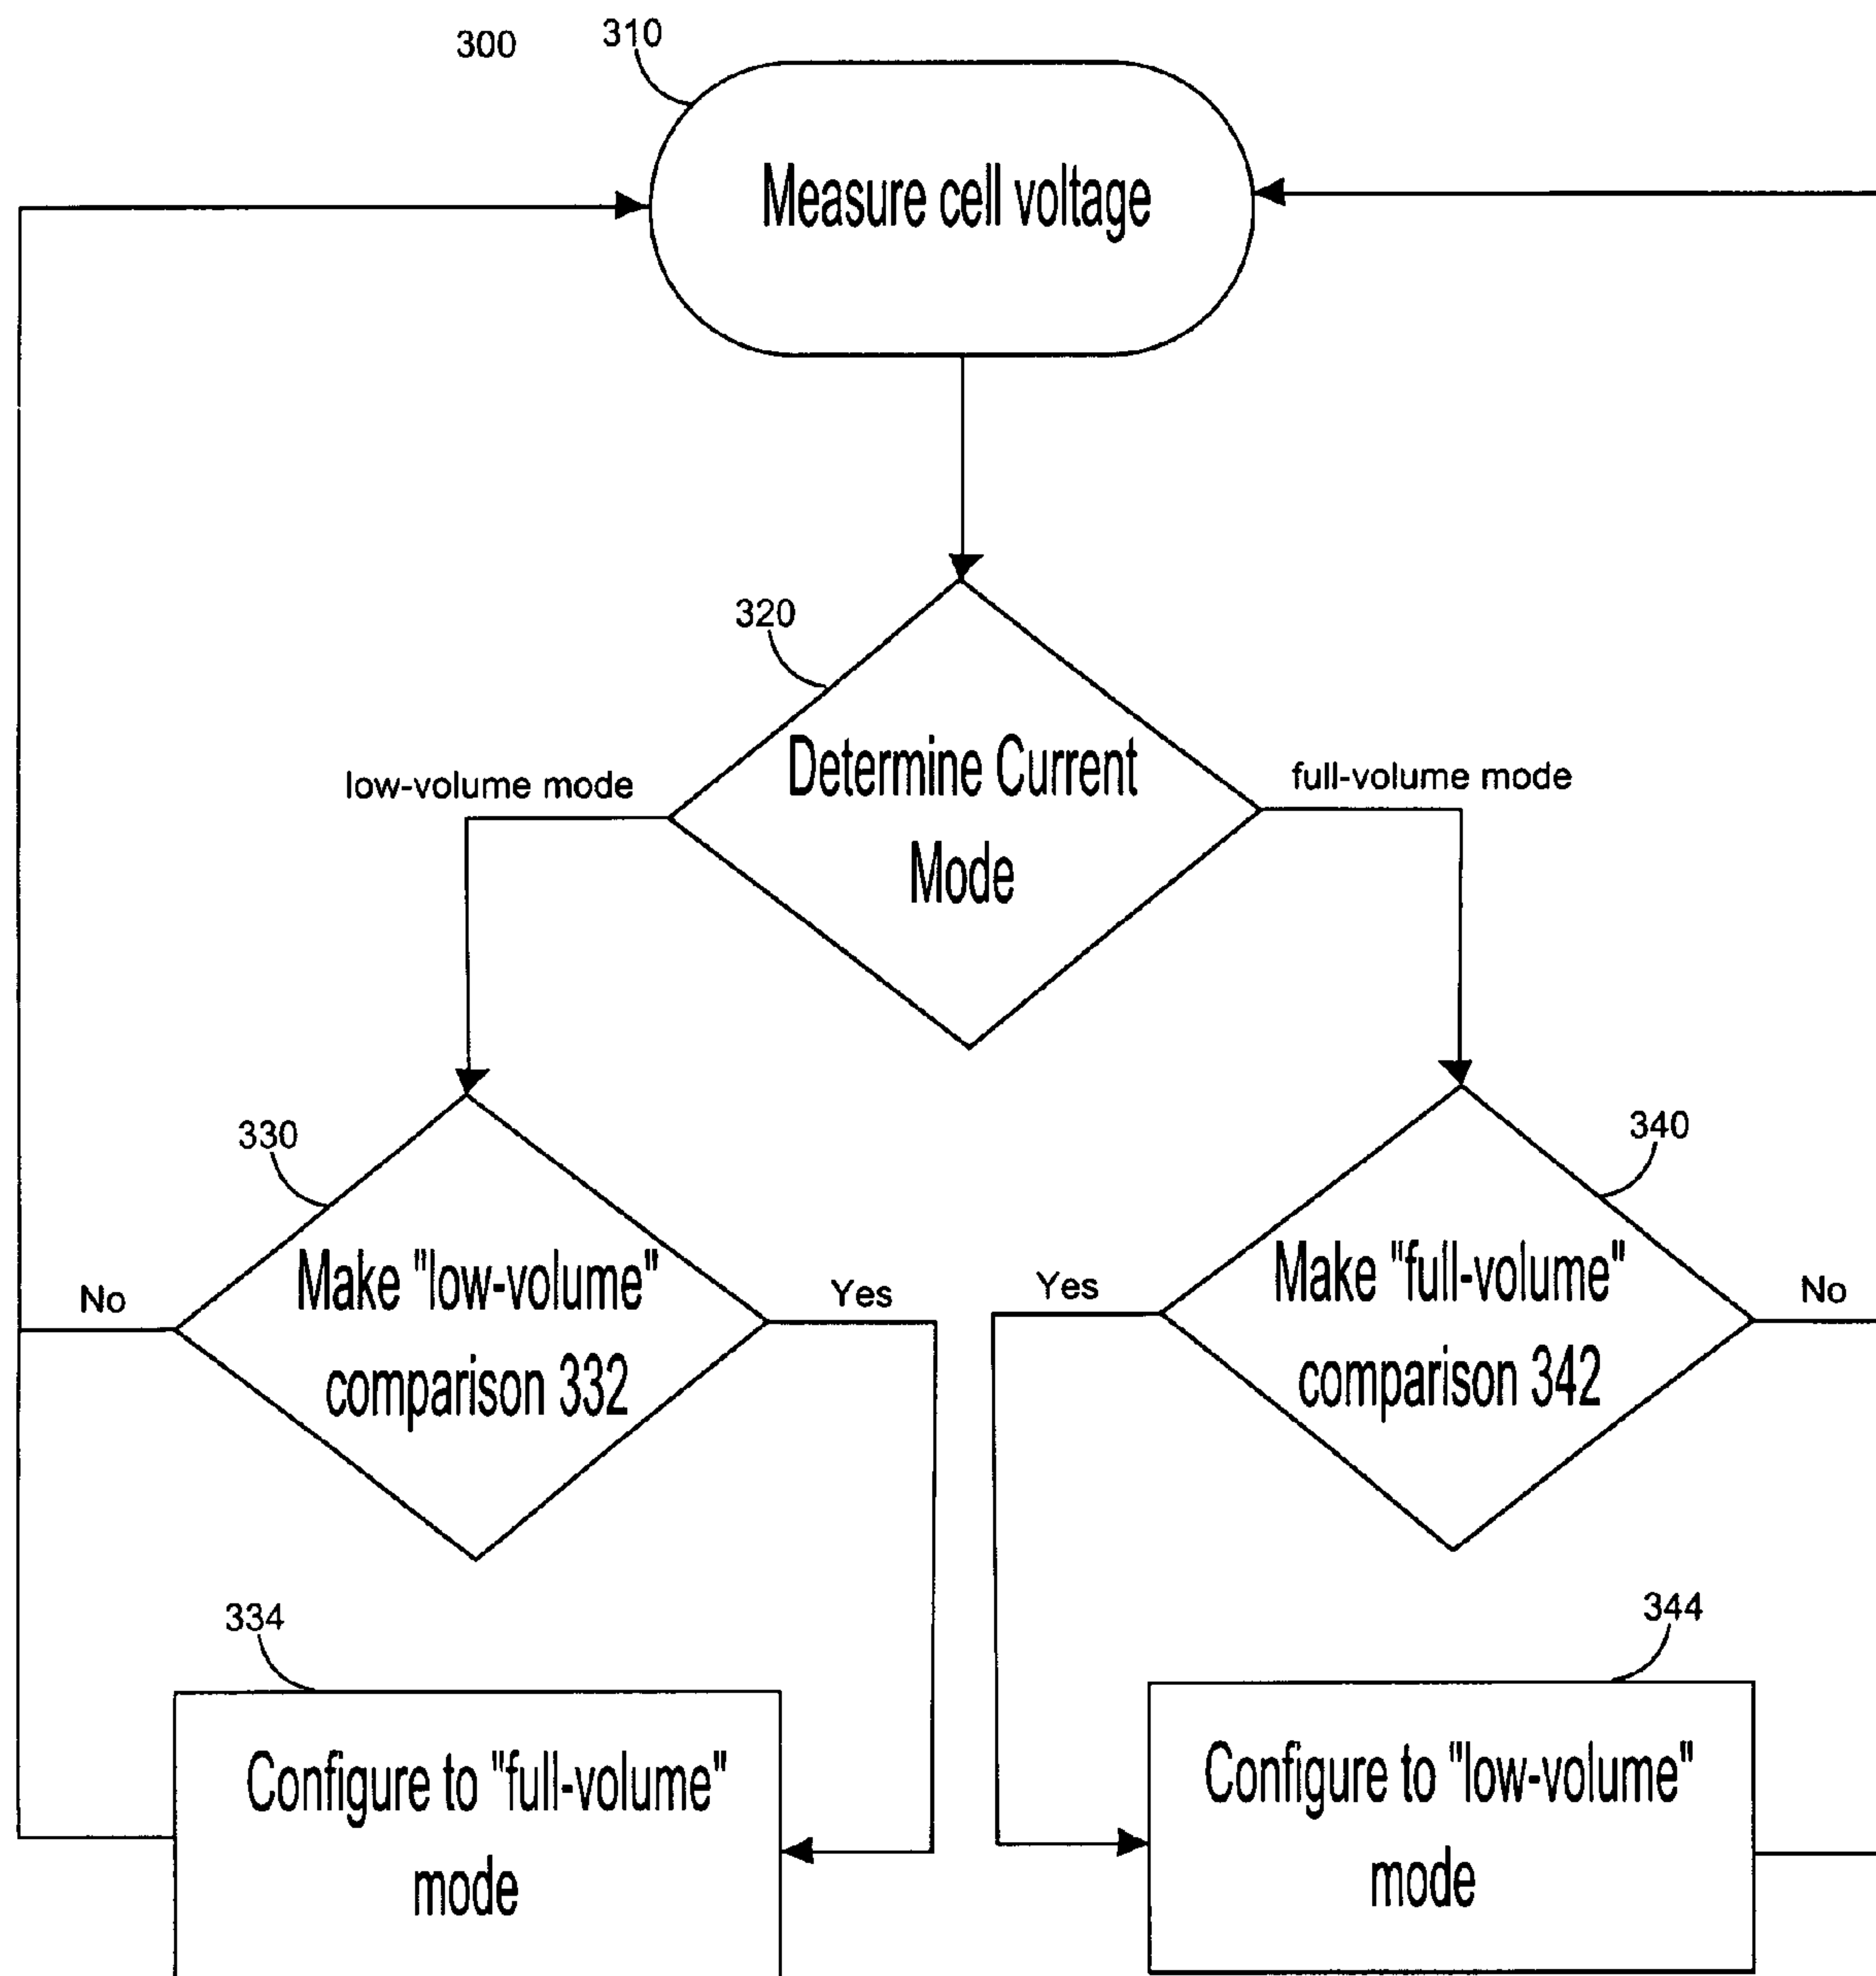 300
310
Measure cell voltage
320
Determine Current
Mode
low-volume mode
full-volume mode
330
Make "low-volume"
comparison 332
No
Yes
340
Make "full-volume"
comparison 342
Yes
No
334
Configure to "full-volume"
mode
344
Configure to "low-volume"
mode